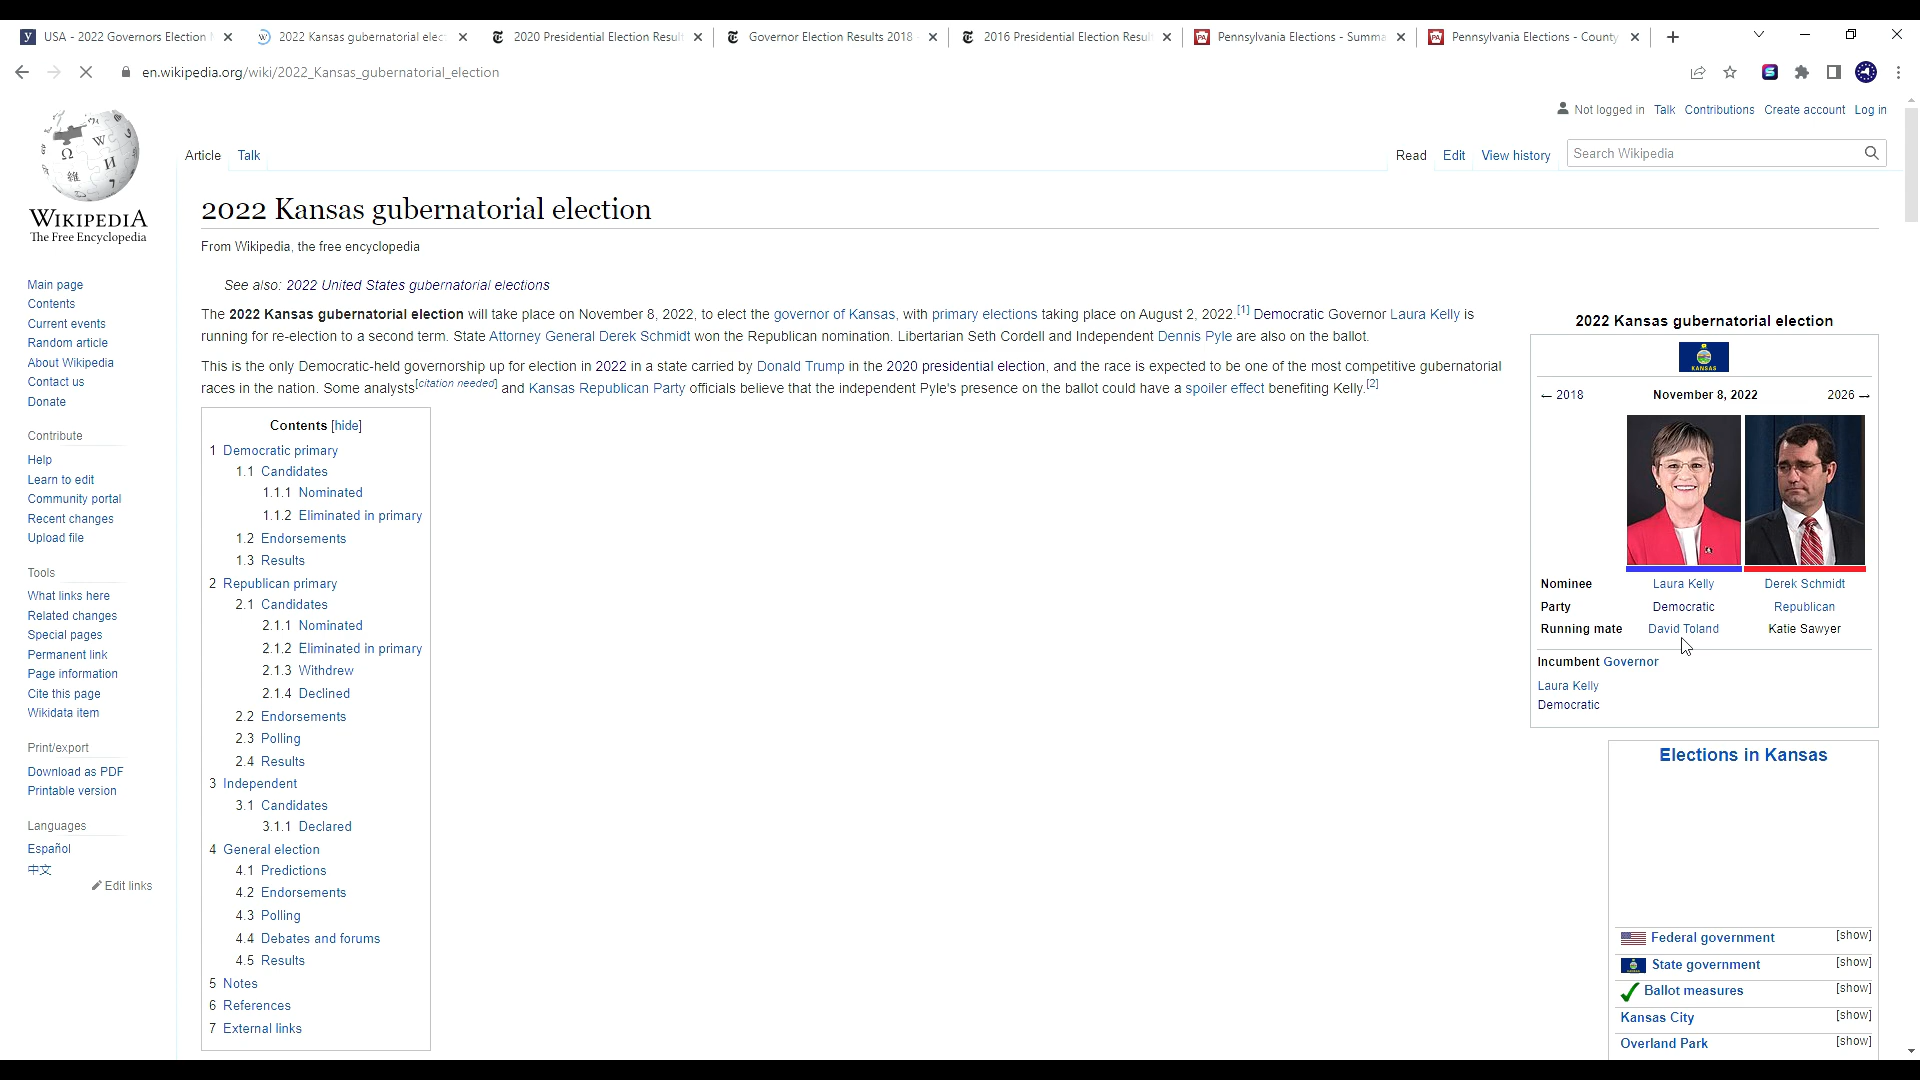 USA - 2022 Governors Election
2022 Kansas gubernatorial elec
2020 Presidential Election Result
Governor Election Results 2018 -
2016 Presidential Election Resul
Pennsylvania Elections - Summa
Pennsylvania Elections - County
en.wikipedia.org/wiki/2022_Kansas_gubernatorial_election
Not logged in Talk Contributions Create account Log in
Article Talk
Read Edit View history
Search Wikipedia
WIKIPEDIA
The Free Encyclopedia
Main page
Contents
Current events
Random article
About Wikipedia
Contact us
Donate
Contribute
Help
Learn to edit
Community portal
Recent changes
Upload file
Tools
What links here
Related changes
Special pages
Permanent link
Page information
Cite this page
Wikidata item
Print/export
Download as PDF
Printable version
Languages
Español
中文
Edit links
2022 Kansas gubernatorial election
From Wikipedia, the free encyclopedia
See also: 2022 United States gubernatorial elections
The 2022 Kansas gubernatorial election will take place on November 8, 2022, to elect the governor of Kansas, with primary elections taking place on August 2, 2022.[1] Democratic Governor Laura Kelly is
running for re-election to a second term. State Attorney General Derek Schmidt won the Republican nomination. Libertarian Seth Cordell and Independent Dennis Pyle are also on the ballot.
This is the only Democratic-held governorship up for election in 2022 in a state carried by Donald Trump in the 2020 presidential election, and the race is expected to be one of the most competitive gubernatorial
races in the nation. Some analysts[citation needed] and Kansas Republican Party officials believe that the independent Pyle's presence on the ballot could have a spoiler effect benefiting Kelly.[2]
Contents [hide]
1 Democratic primary
1.1 Candidates
1.1.1 Nominated
1.1.2 Eliminated in primary
1.2 Endorsements
1.3 Results
2 Republican primary
2.1 Candidates
2.1.1 Nominated
2.1.2 Eliminated in primary
2.1.3 Withdrew
2.1.4 Declined
2.2 Endorsements
2.3 Polling
2.4 Results
3 Independent
3.1 Candidates
3.1.1 Declared
4 General election
4.1 Predictions
4.2 Endorsements
4.3 Polling
4.4 Debates and forums
4.5 Results
5 Notes
6 References
7 External links
2022 Kansas gubernatorial election
KANSAS
← 2018 November 8, 2022 2026 →
Nominee Laura Kelly Derek Schmidt
Party Democratic Republican
Running mate David Toland Katie Sawyer
Incumbent Governor
Laura Kelly
Democratic
Elections in Kansas
Federal government [show]
State government [show]
Ballot measures [show]
Kansas City [show]
Overland Park [show]